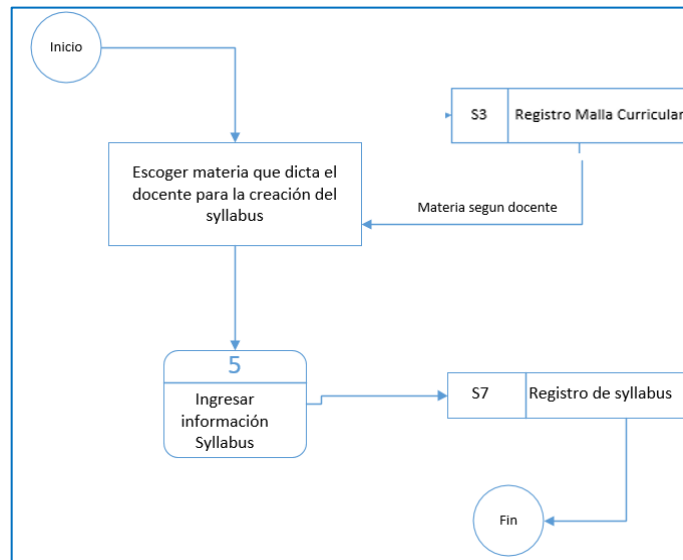 Inicio
S3
Registro Malla Curricular
Escoger materia que dicta el
docente para la creación del
syllabus
Materia segun docente
5
Ingresar
información
Syllabus
S7
Registro de syllabus
Fin